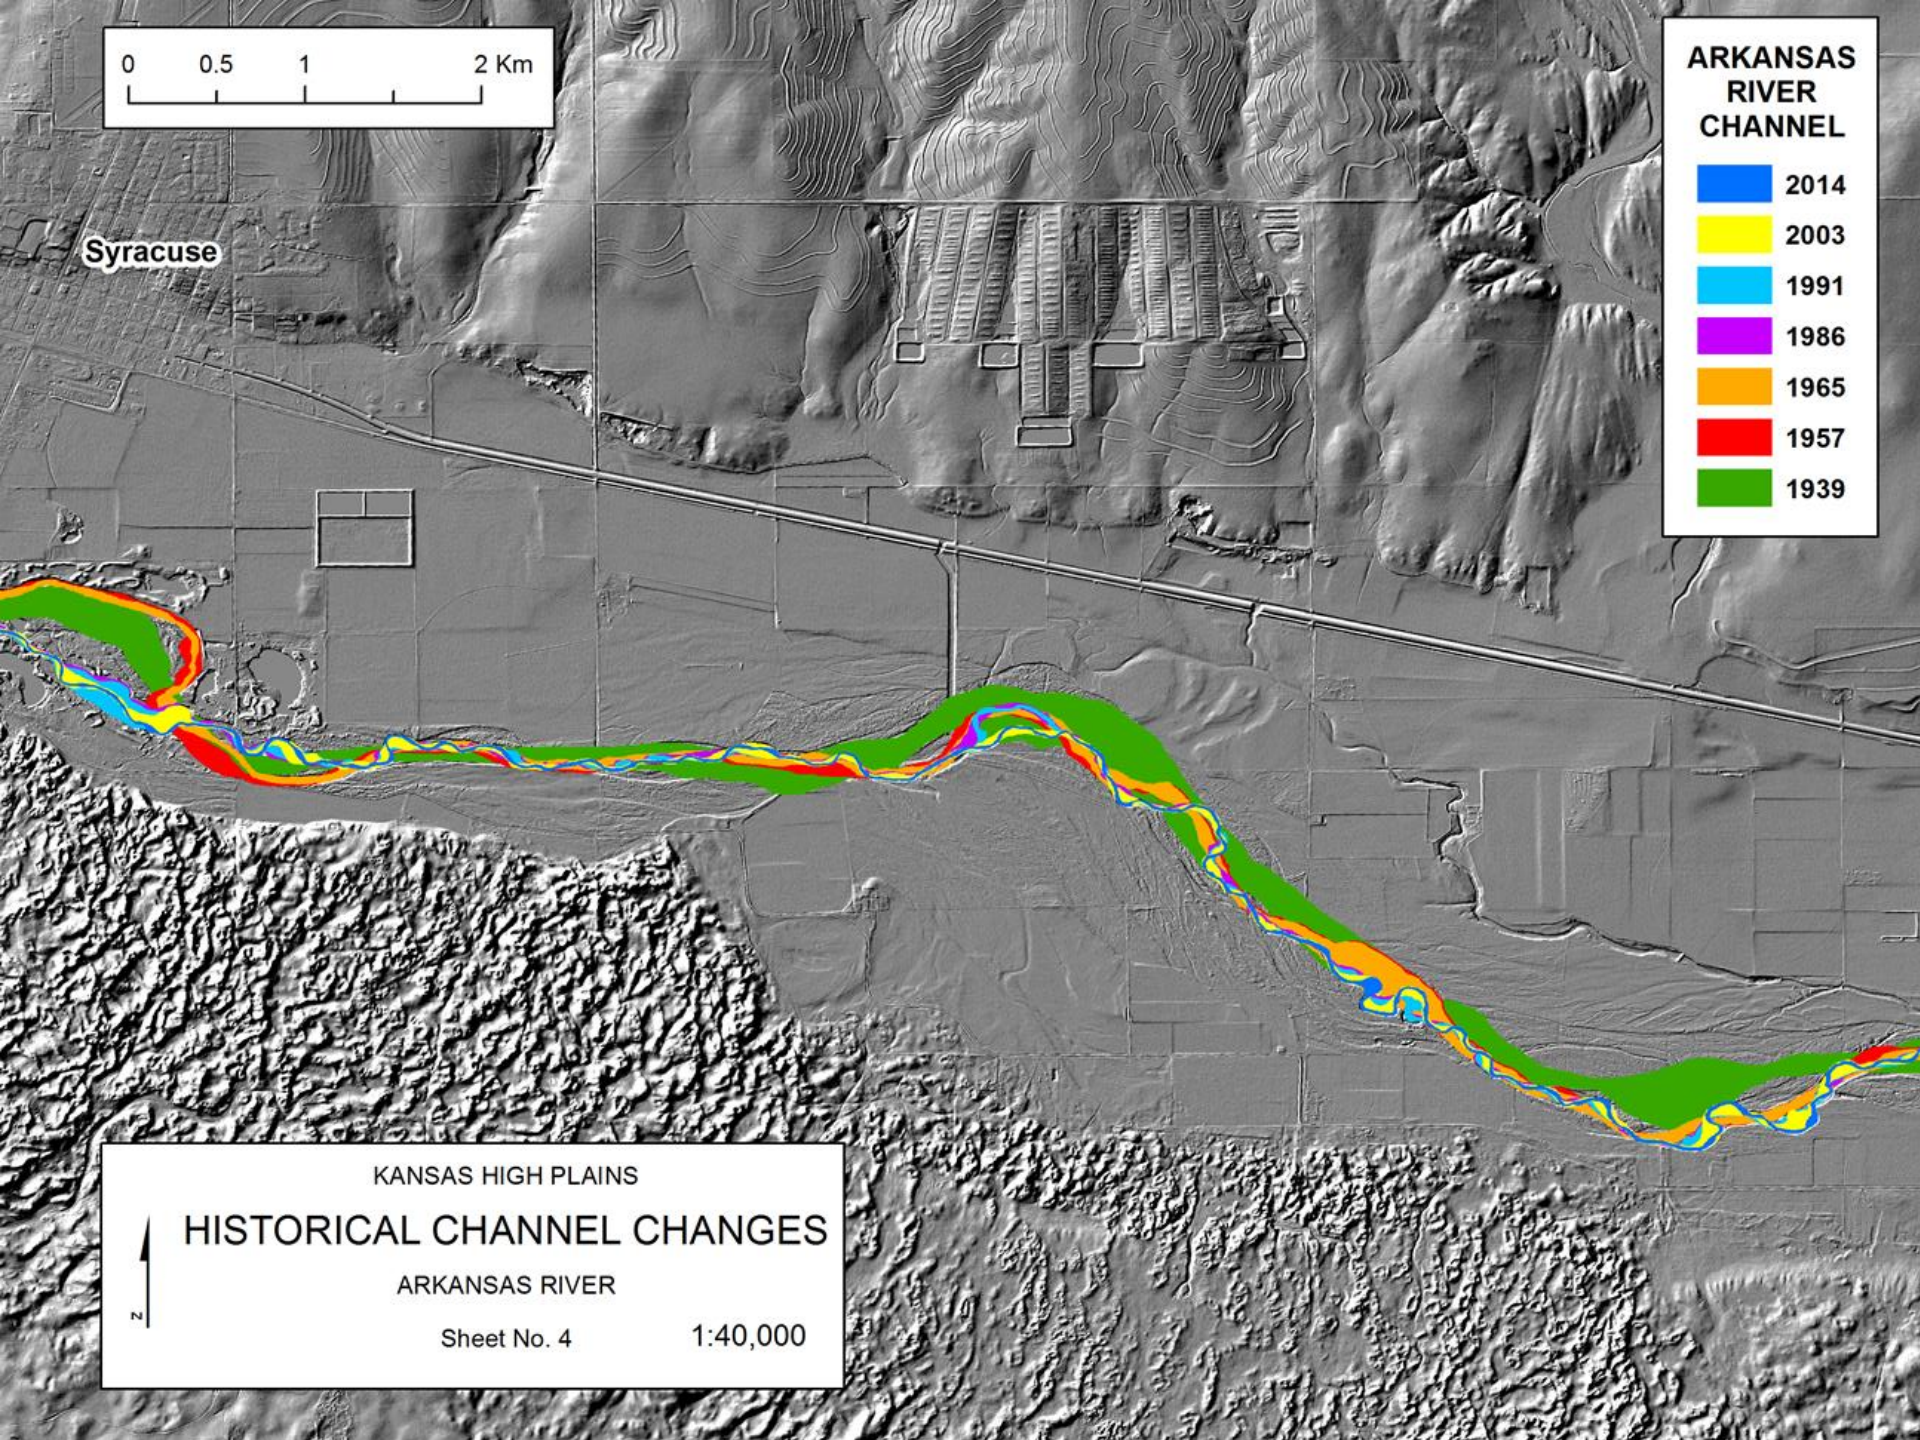 0 0.5 1 2 Km
ARKANSAS
RIVER
CHANNEL
2014
2003
1991
1986
1965
1957
1939
Syracuse
KANSAS HIGH PLAINS
HISTORICAL CHANNEL CHANGES
ARKANSAS RIVER
Sheet No. 4 1:40,000
N